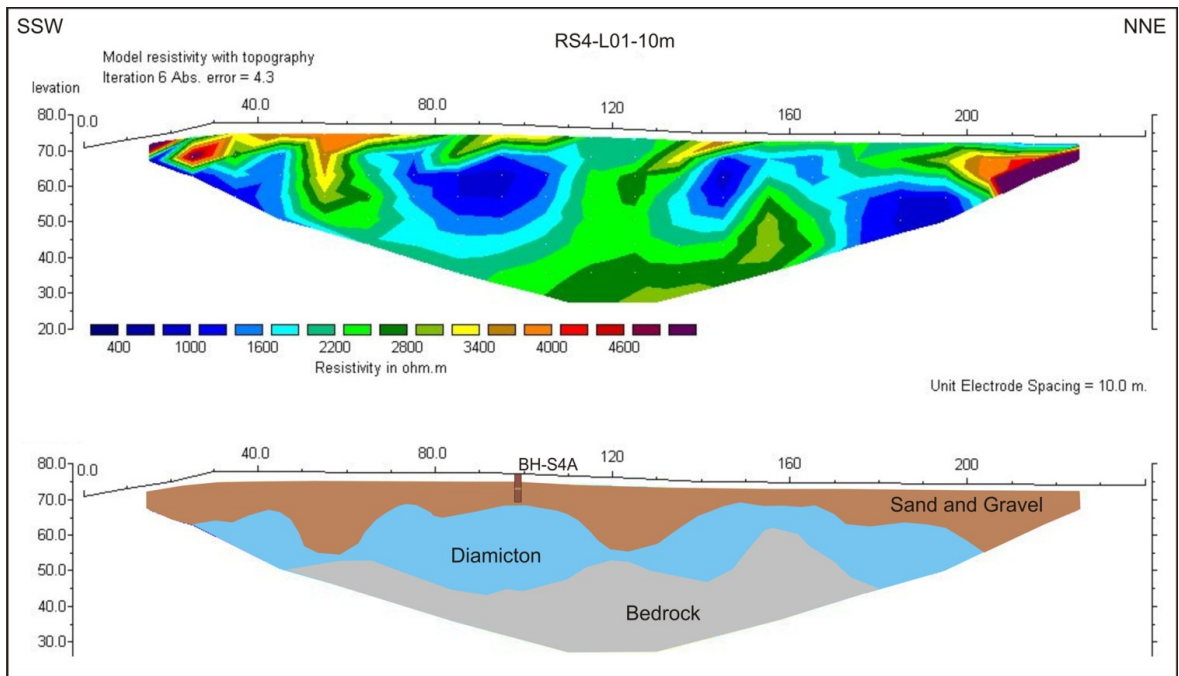 SSW
NNE
RS4-L01-10m
Model resistivity with topography
Iteration 6 Abs. error = 4.3
levation
80.0
0.0
40.0
80.0
120
160
200
70.0
60.0
50.0
40.0
30.0
20.0
400 1000 1600 2200 2800 3400 4000 4600
Resistivity in ohm.m
Unit Electrode Spacing = 10.0 m.
80.0
0.0
40.0
80.0
BH-S4A
120
160
200
70.0
Sand and Gravel
60.0
Diamicton
50.0
40.0
Bedrock
30.0